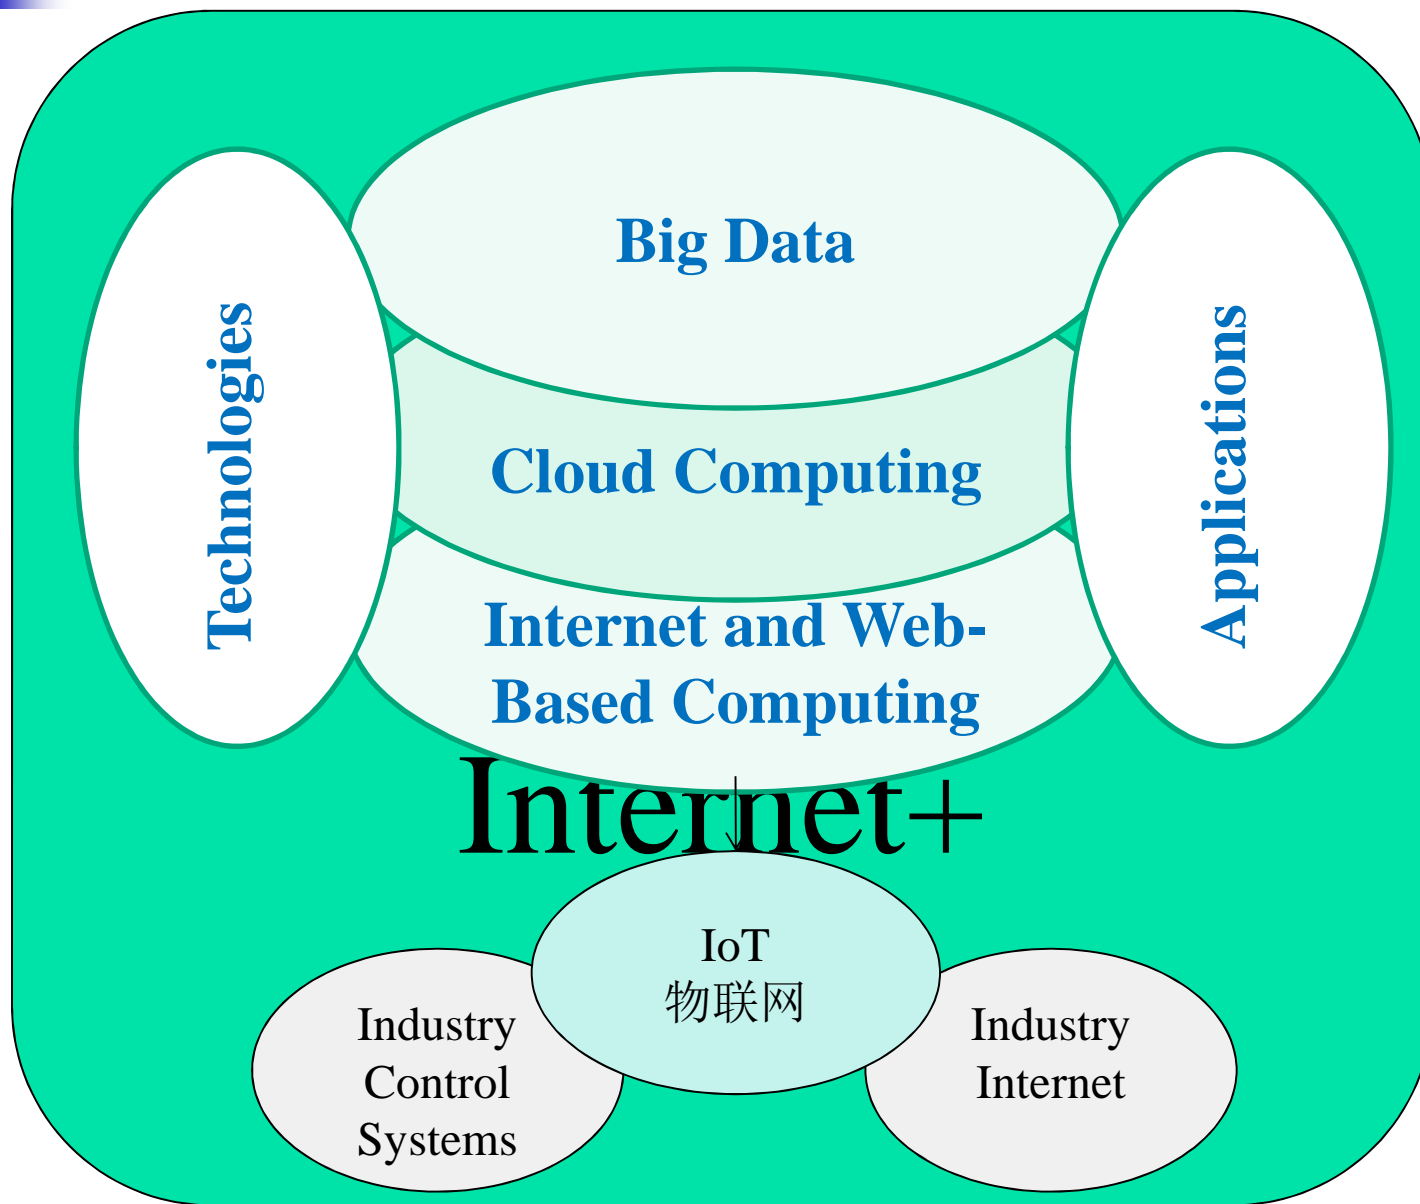 Big Data
Technologies
Applications
Cloud Computing
Internet and Web-
Based Computing
Internet+
IoT
物联网
Industry
Control
Systems
Industry
Internet